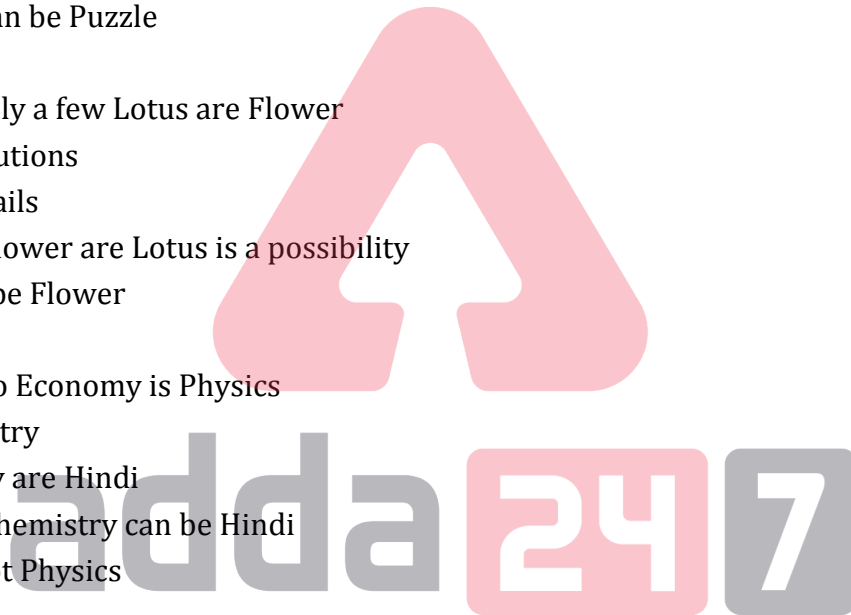 n be Puzzle
ly a few Lotus are Flower
utions
ails
lower are Lotus is a possibility
be Flower
o Economy is Physics
try
y are Hindi
hemistry can be Hindi
ot Physics
adda 247